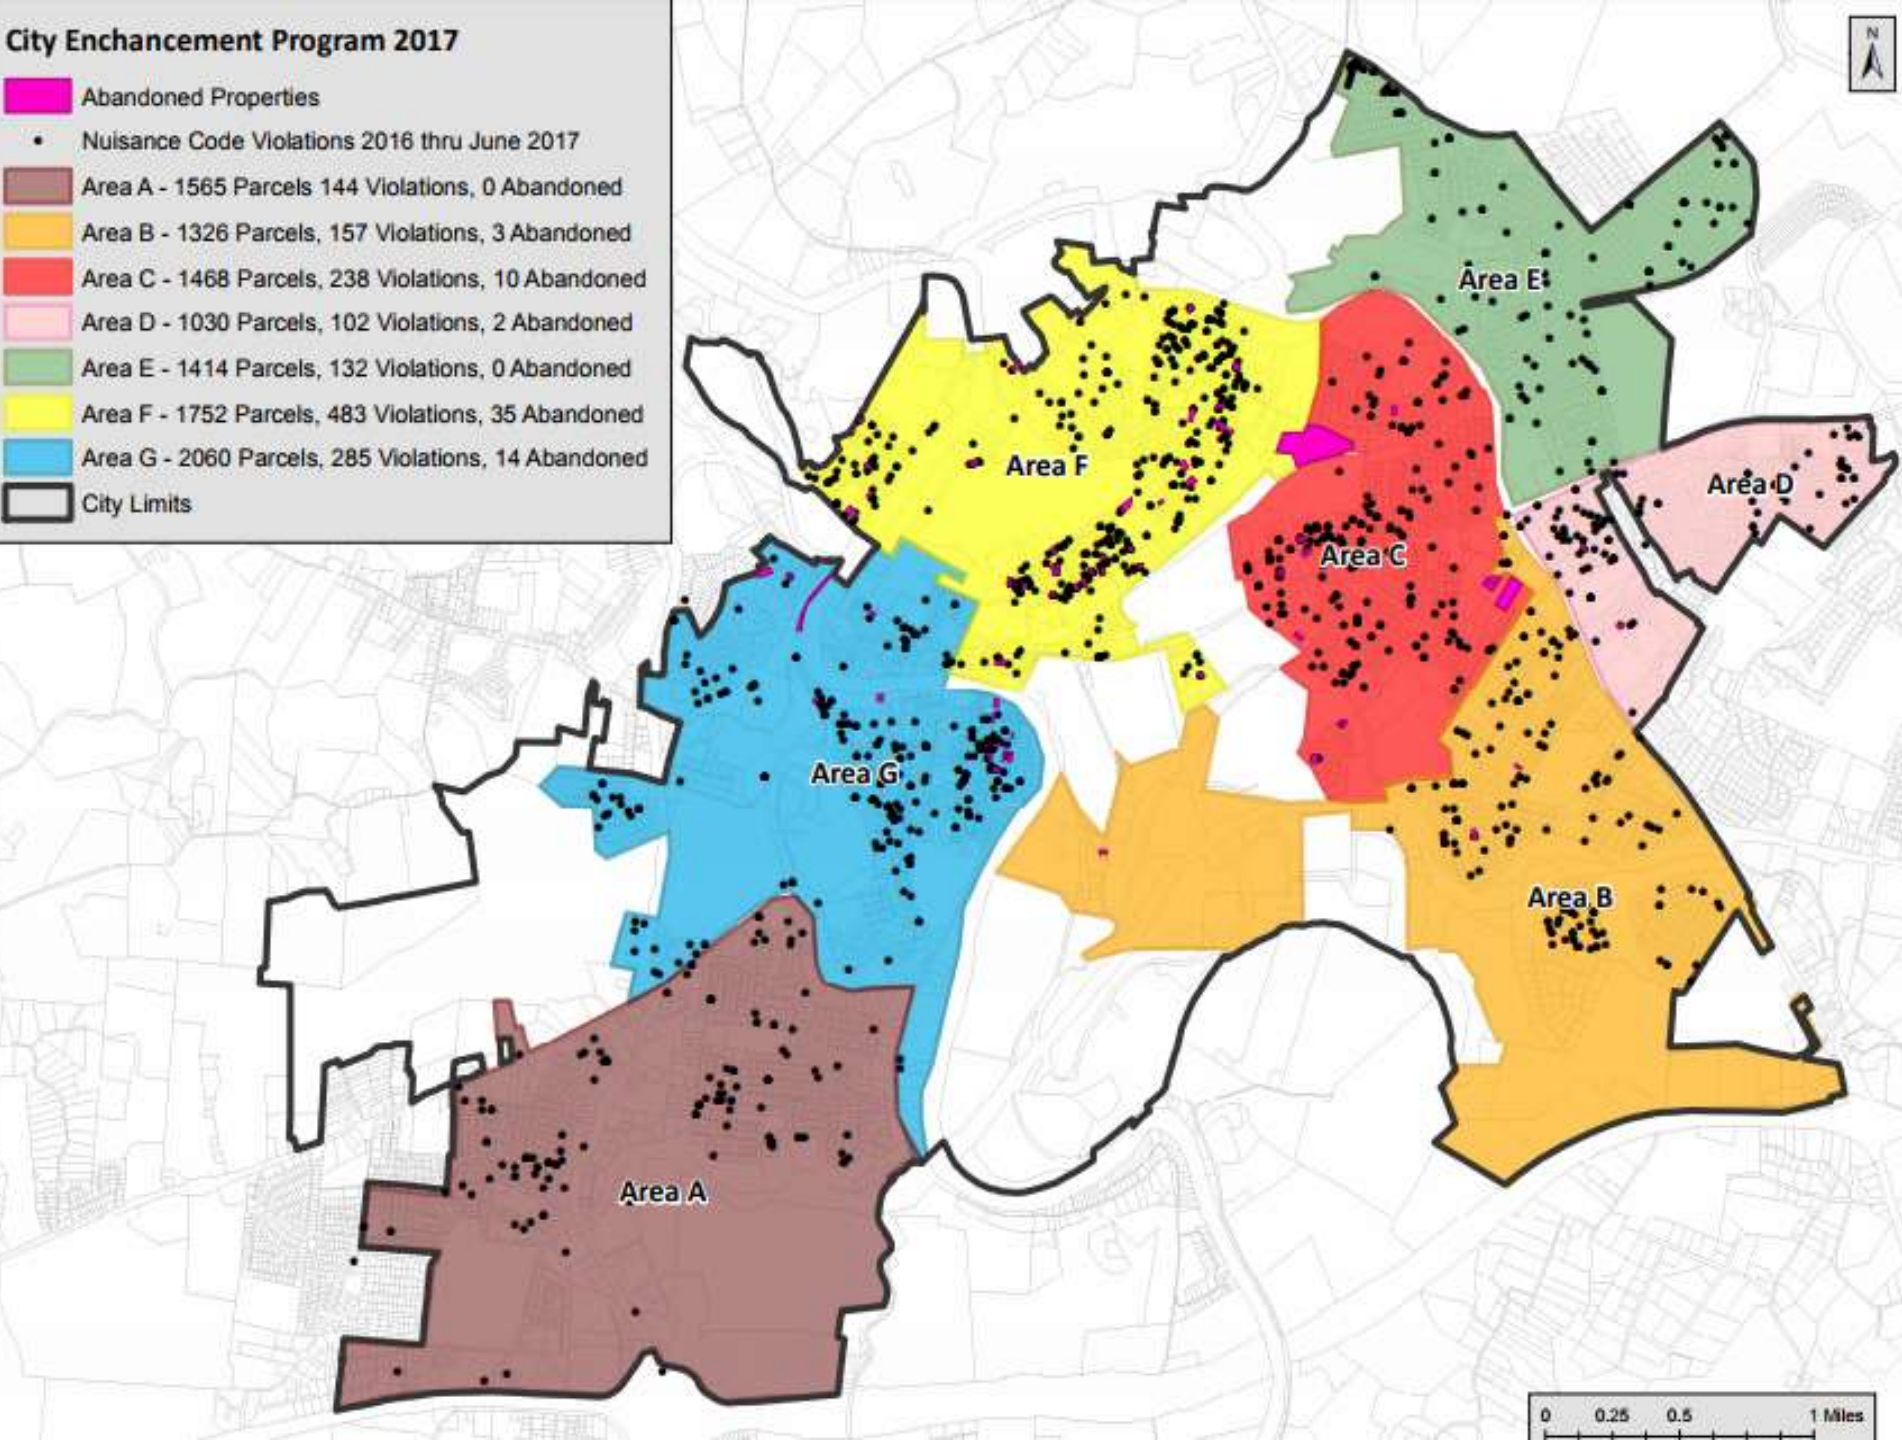 City Enchancement Program 2017
Abandoned Properties
Nuisance Code Violations 2016 thru June 2017
Area A - 1565 Parcels 144 Violations, 0 Abandoned
Area B - 1326 Parcels, 157 Violations, 3 Abandoned
Area C - 1468 Parcels, 238 Violations, 10 Abandoned
Area D - 1030 Parcels, 102 Violations, 2 Abandoned
Area E - 1414 Parcels, 132 Violations, 0 Abandoned
Area F - 1752 Parcels, 483 Violations, 35 Abandoned
Area G - 2060 Parcels, 285 Violations, 14 Abandoned
City Limits
N
Area E
Area F
Area D
Area C
Area G
Area B
Area A
0 0.25 0.5 1 Miles